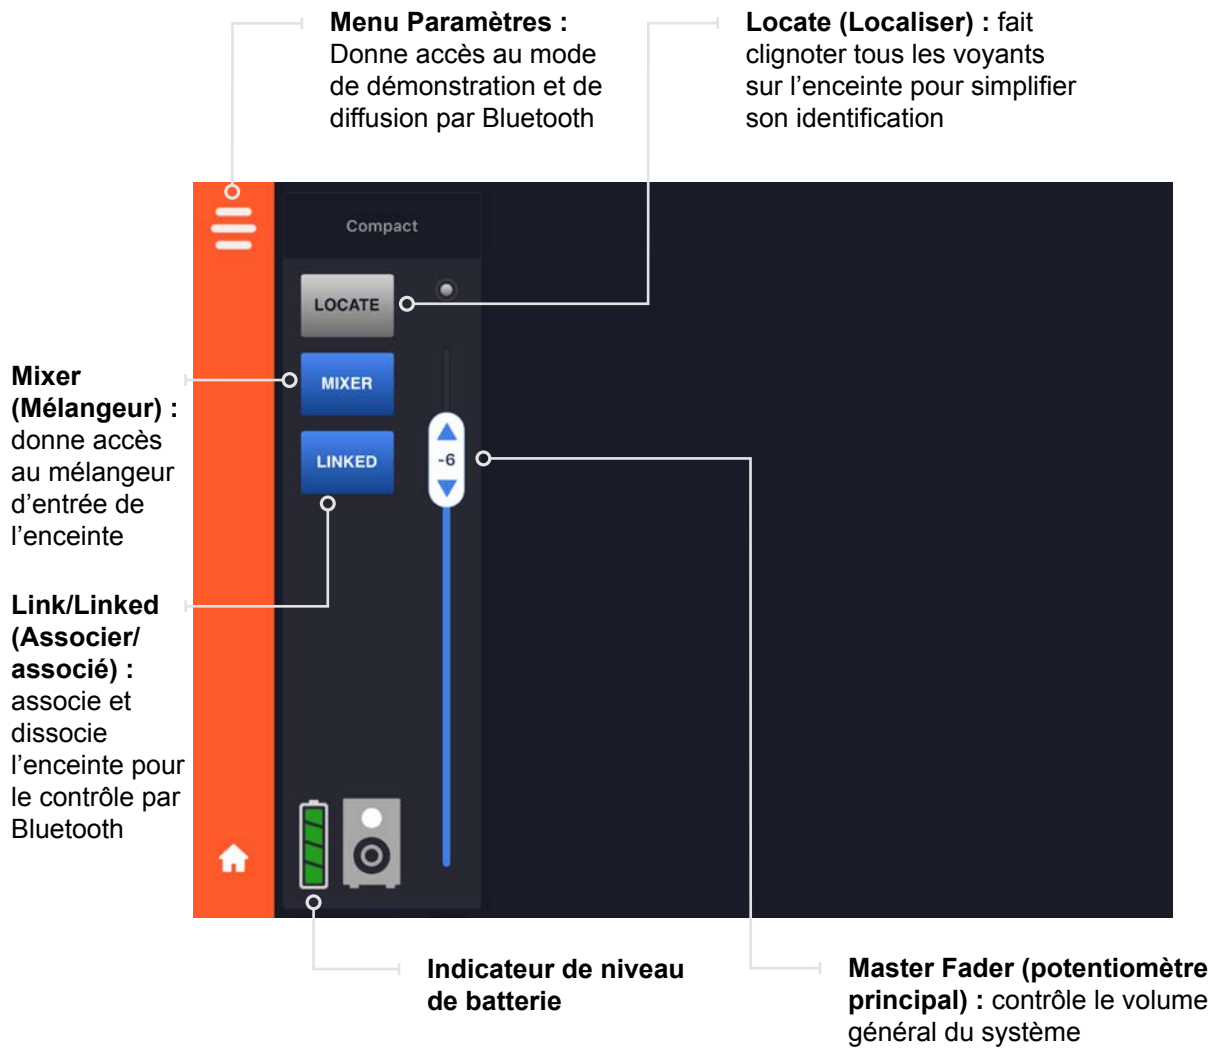 Menu Paramètres :
Donne accès au mode
de démonstration et de
diffusion par Bluetooth
Locate (Localiser) : fait
clignoter tous les voyants
sur l’enceinte pour simplifier
son identification
Compact
LOCATE
MIXER
LINKED
-6
Mixer
(Mélangeur) :
donne accès
au mélangeur
d’entrée de
l’enceinte
Link/Linked
(Associer/
associé) :
associe et
dissocie
l’enceinte pour
le contrôle par
Bluetooth
Indicateur de niveau
de batterie
Master Fader (potentiomètre
principal) : contrôle le volume
général du système